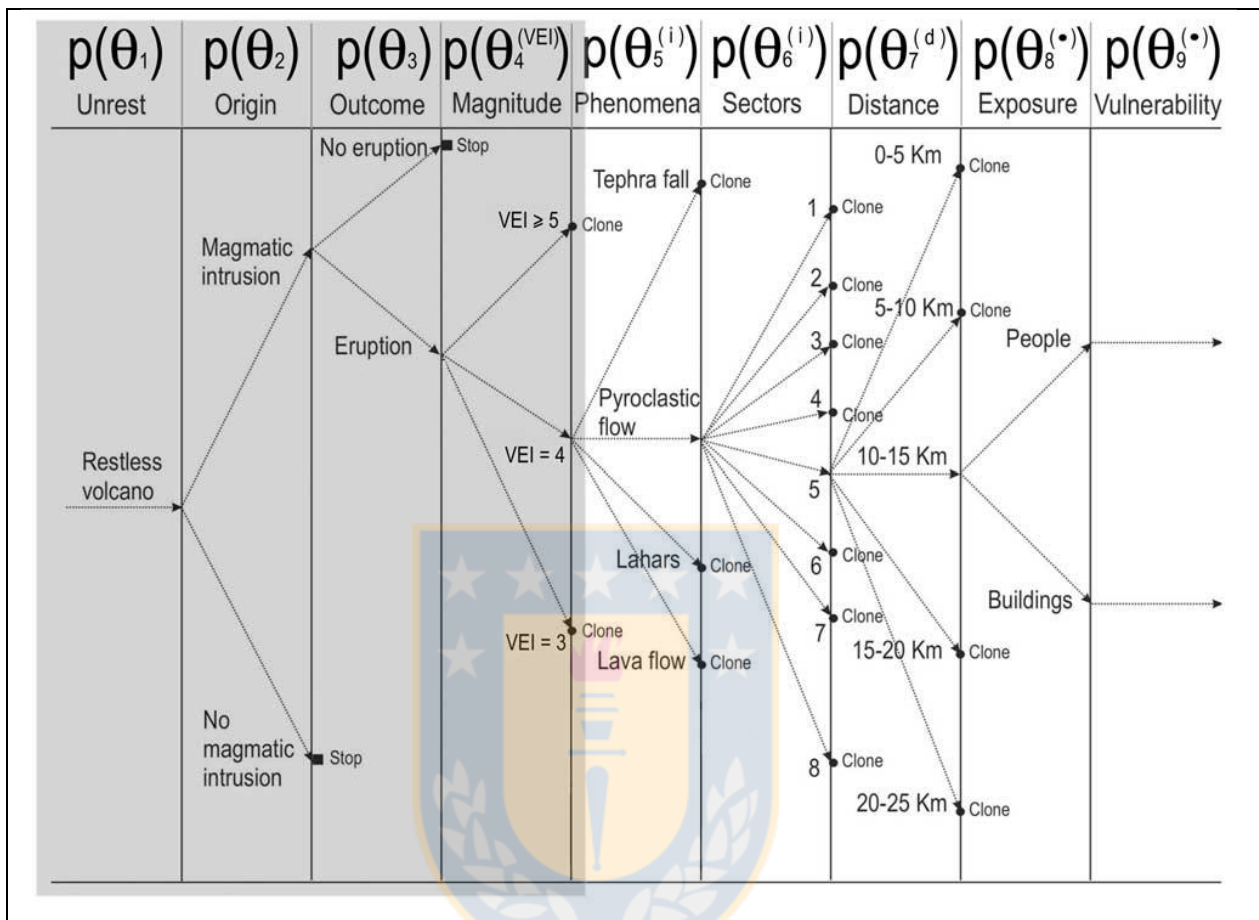 p(θ₁) p(θ₂) p(θ₃) p(θ₄⁽ⱽᴱᴵ⁾) p(θ₅⁽ⁱ⁾) p(θ₆⁽ⁱ⁾) p(θ₇⁽ᵈ⁾) p(θ₈⁽•⁾) p(θ₉⁽•⁾)
Unrest Origin Outcome Magnitude Phenomena Sectors Distance Exposure Vulnerability
No eruption Stop
0-5 Km Clone
Tephra fall Clone
1 Clone
VEI ≥ 5 Clone
Magmatic
intrusion
2 Clone
5-10 Km Clone
Eruption
3 Clone
People
Pyroclastic
flow
4 Clone
VEI = 4
10-15 Km
Restless
volcano
5
6 Clone
Lahars Clone
Buildings
7 Clone
VEI = 3 Clone
15-20 Km Clone
Lava flow Clone
No
magmatic
intrusion
Stop
8 Clone
20-25 Km Clone